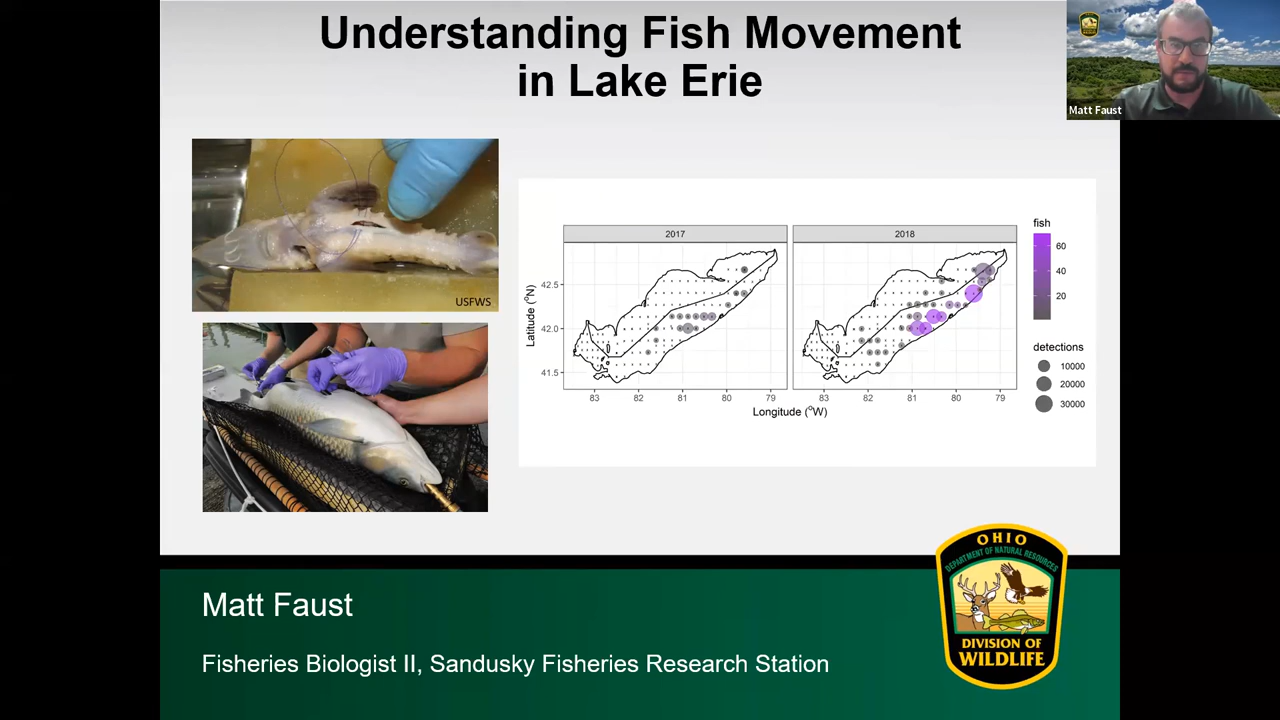 Understanding Fish Movement
in Lake Erie
Matt Faust
USFWS
2017
2018
fish
60
40
20
detections
10000
20000
30000
Latitude (°N)
42.5
42.0
41.5
83
82
81
80
79
83
82
81
80
79
Longitude (°W)
OHIO
DEPARTMENT OF NATURAL RESOURCES
DIVISION OF
WILDLIFE
Matt Faust
Fisheries Biologist II, Sandusky Fisheries Research Station